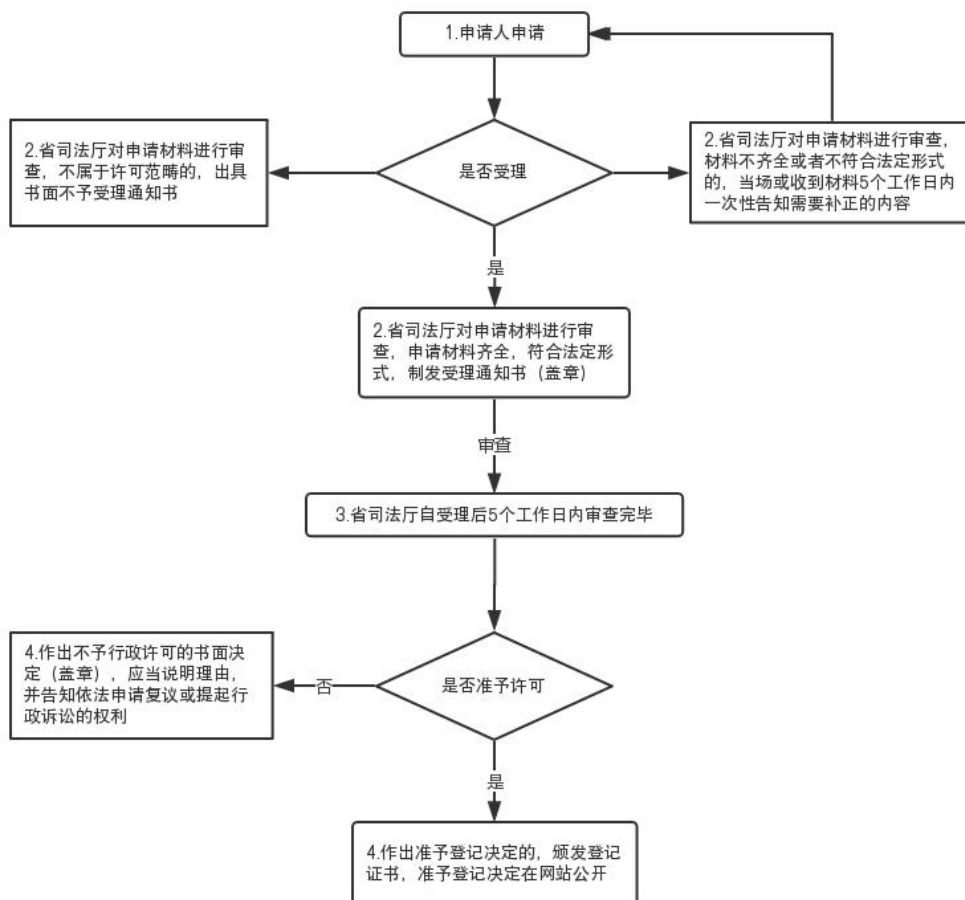 1.申请人申请
2.省司法厅对申请材料进行审
查，不属于许可范畴的，出具
书面不予受理通知书
是否受理
2.省司法厅对申请材料进行审查，
材料不齐全或者不符合法定形式
的，当场或收到材料5个工作日内
一次性告知需要补正的内容
是
2.省司法厅对申请材料进行审
查，申请材料齐全，符合法定形
式，制发受理通知书（盖章）
审查
3.省司法厅自受理后5个工作日内审查完毕
4.作出不予行政许可的书面决
定（盖章），应当说明理由，
并告知依法申请复议或提起行
政诉讼的权利
否
是否准予许可
是
4.作出准予登记决定的，颁发登记
证书，准予登记决定在网站公开